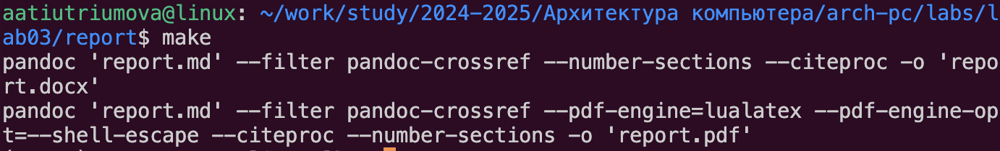 aatiutriumova@linux: ~/work/study/2024-2025/Архитектура компьютера/arch-pc/labs/l
ab03/report$ make
pandoc 'report.md' --filter pandoc-crossref --number-sections --citeproc -o 'repo
rt.docx'
pandoc 'report.md' --filter pandoc-crossref --pdf-engine=lualatex --pdf-engine-op
t=--shell-escape --citeproc --number-sections -o 'report.pdf'